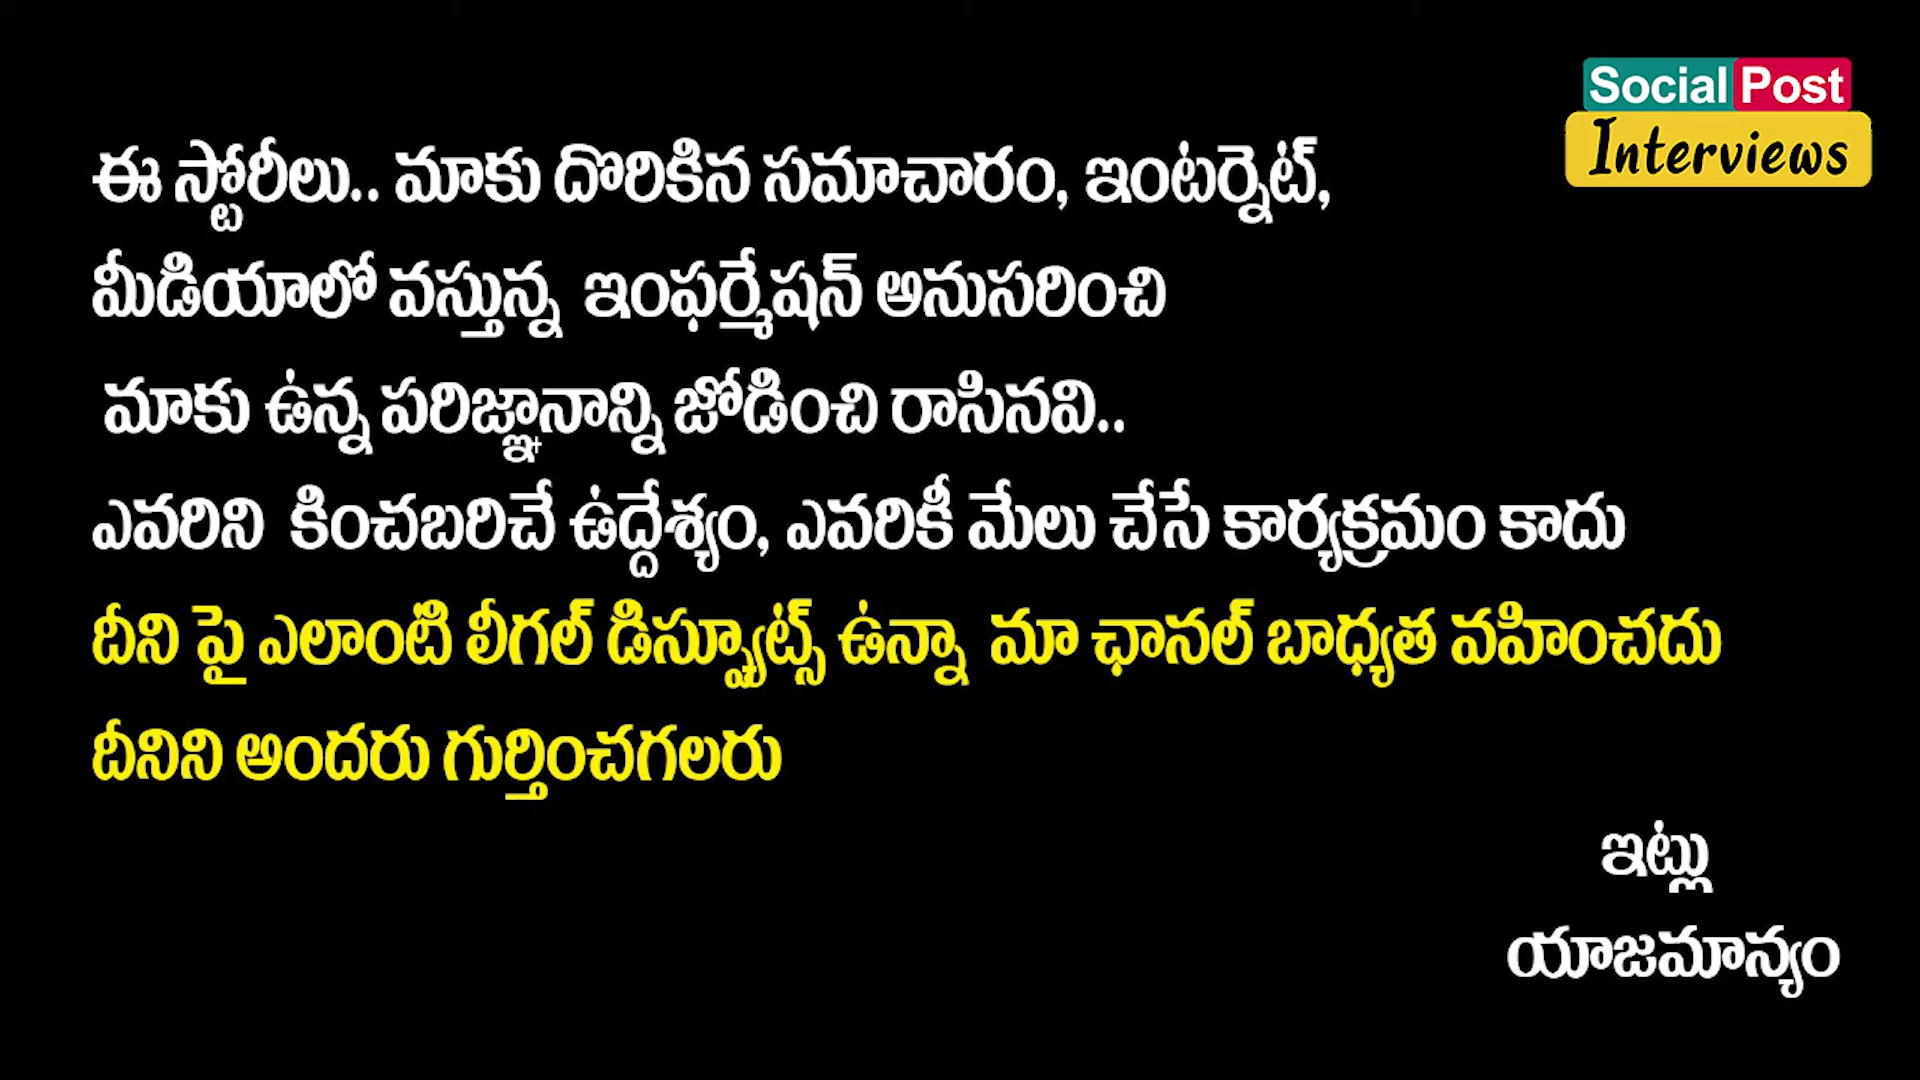 Social Post
Interviews
ఈ స్టోరీలు.. మాకు దొరికిన సమాచారం, ఇంటర్నెట్,
మీడియాలో వస్తున్న ఇంఫర్మేషన్ అనుసరించి
మాకు ఉన్న పరిజ్ఞానాన్ని జోడించి రాసినవి..
ఎవరిని కించబరిచే ఉద్దేశ్యం, ఎవరికీ మేలు చేసే కార్యక్రమం కాదు
దీని పై ఎలాంటి లీగల్ డిస్ప్యూట్స్ ఉన్నా మా ఛానల్ బాధ్యత వహించదు
దీనిని అందరు గుర్తించగలరు
ఇట్లు
యాజమాన్యం